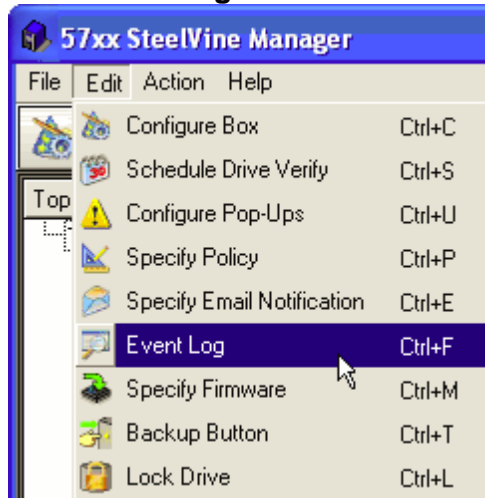 57xx SteelVine Manager
File Edit Action Help
Configure Box Ctrl+C
Schedule Drive Verify Ctrl+S
Top
Configure Pop-Ups Ctrl+U
Specify Policy Ctrl+P
Specify Email Notification Ctrl+E
Event Log Ctrl+F
Specify Firmware Ctrl+M
Backup Button Ctrl+T
Lock Drive Ctrl+L